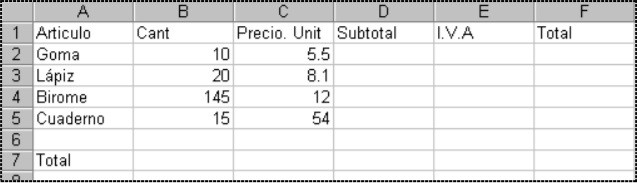 A B C D E F
1 Articulo Cant Precio. Unit Subtotal I.V.A Total
2 Goma 10 5.5
3 Lápiz 20 8.1
4 Birome 145 12
5 Cuaderno 15 54
6
7 Total